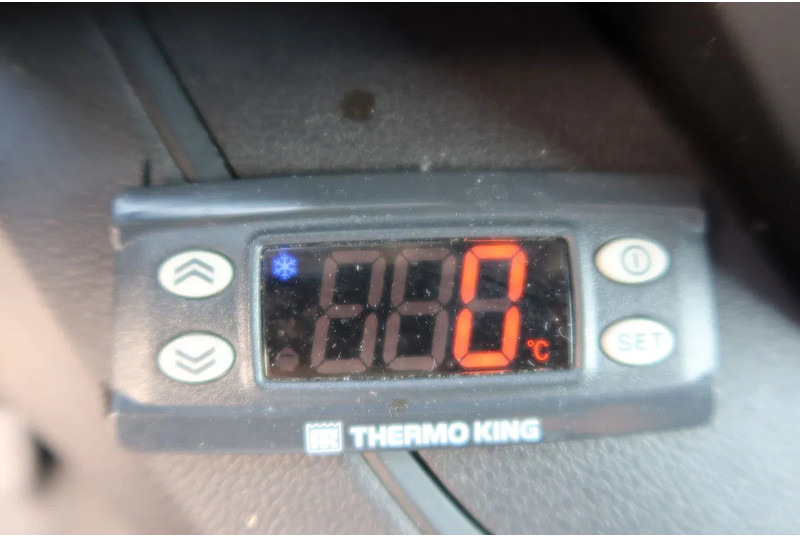 0 °C
SET
THERMO KING